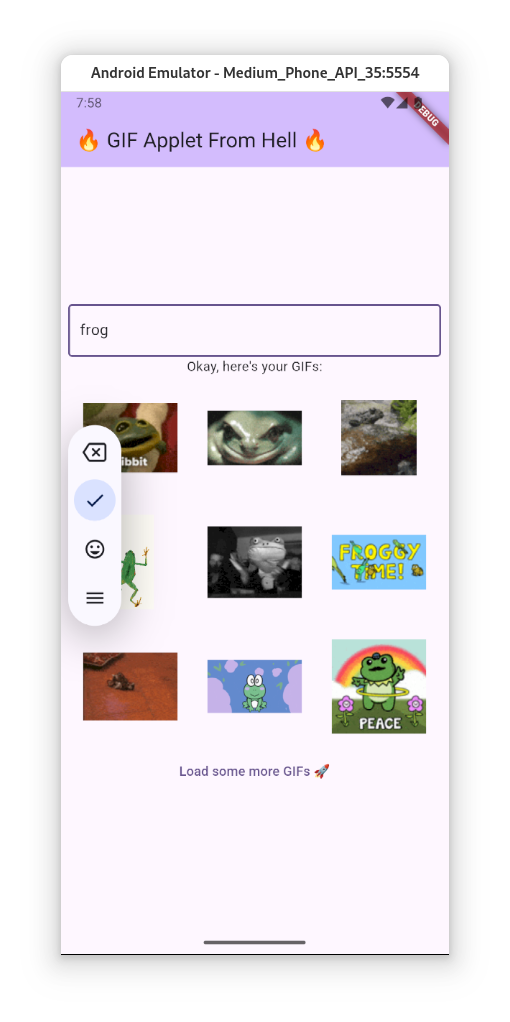 Android Emulator - Medium_Phone_API_35:5554
7:58
🔥 GIF Applet From Hell 🔥
frog
Okay, here's your GIFs:
ibbit
FROGGY
TIME!
PEACE
Load some more GIFs 🚀